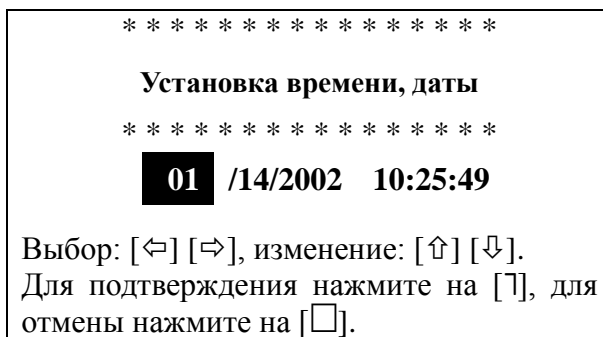 * * * * * * * * * * * * * * * *
Установка времени, даты
* * * * * * * * * * * * * * * *
01 /14/2002 10:25:49
Выбор: [⇦] [⇨], изменение: [⇧] [⇩].
Для подтверждения нажмите на [˥], для
отмены нажмите на [□].